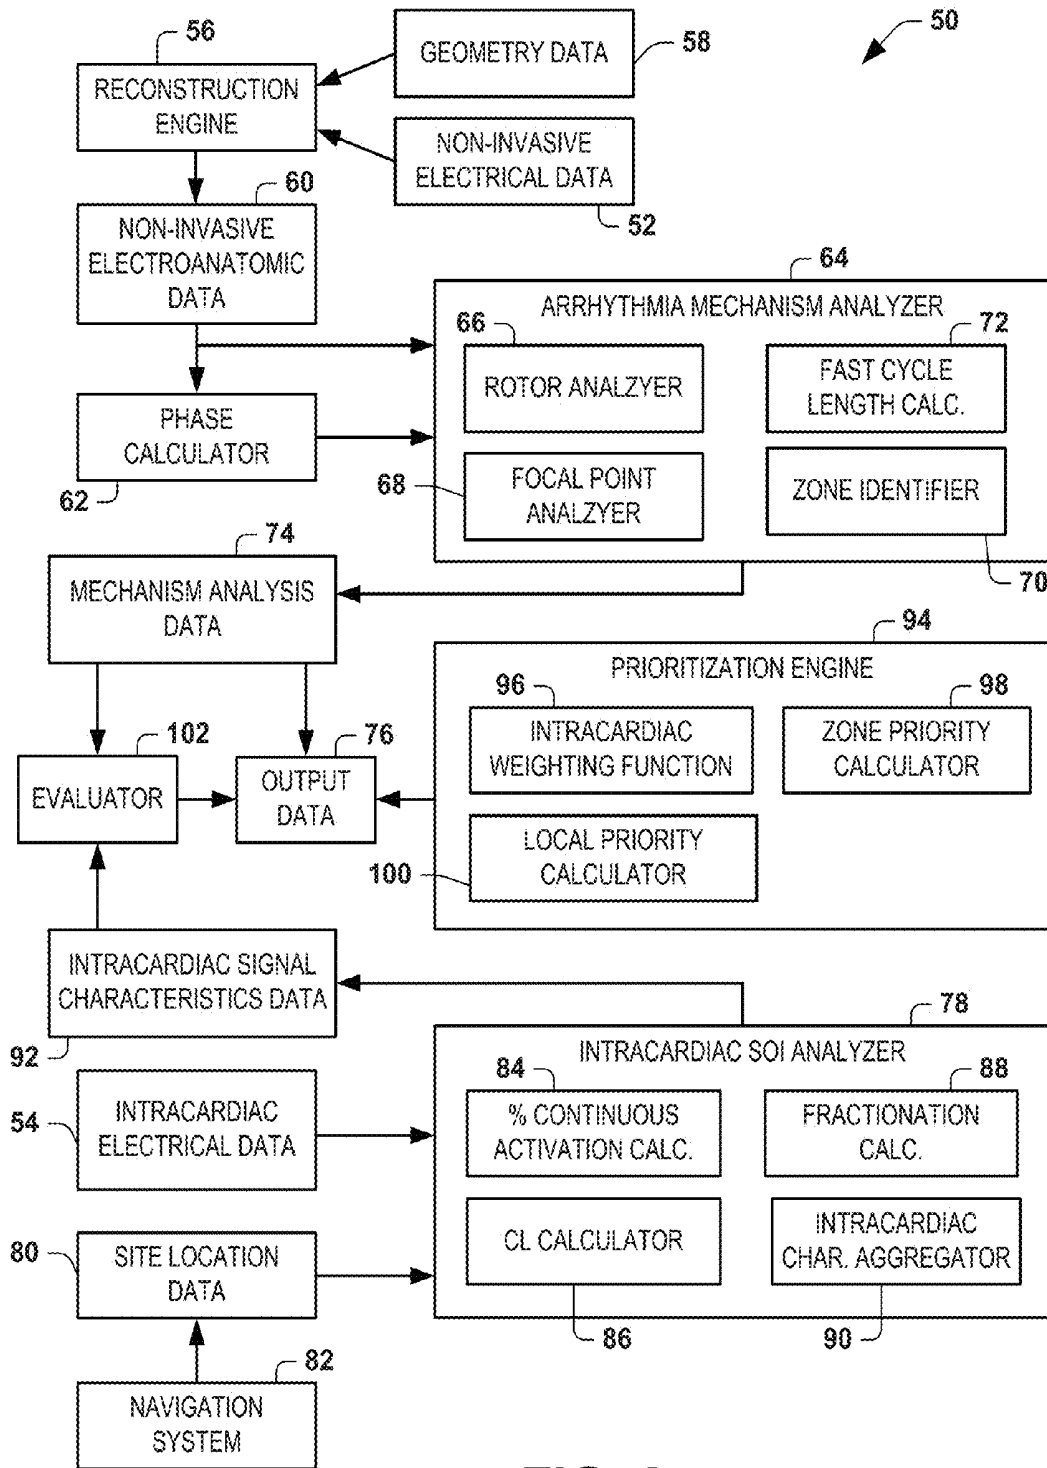 50
56
GEOMETRY DATA
58
RECONSTRUCTION
ENGINE
NON-INVASIVE
ELECTRICAL DATA
52
60
NON-INVASIVE
ELECTROANATOMIC
DATA
64
ARRHYTHMIA MECHANISM ANALYZER
66
ROTOR ANALZYER
72
FAST CYCLE
LENGTH CALC.
PHASE
CALCULATOR
62
68
FOCAL POINT
ANALZYER
ZONE IDENTIFIER
70
74
MECHANISM ANALYSIS
DATA
94
PRIORITIZATION ENGINE
96
INTRACARDIAC
WEIGHTING FUNCTION
98
ZONE PRIORITY
CALCULATOR
102
EVALUATOR
76
OUTPUT
DATA
LOCAL PRIORITY
CALCULATOR
100
INTRACARDIAC SIGNAL
CHARACTERISTICS DATA
92
78
INTRACARDIAC SOI ANALYZER
84
% CONTINUOUS
ACTIVATION CALC.
88
FRACTIONATION
CALC.
54
INTRACARDIAC
ELECTRICAL DATA
CL CALCULATOR
86
INTRACARDIAC
CHAR. AGGREGATOR
90
80
SITE LOCATION
DATA
82
NAVIGATION
SYSTEM